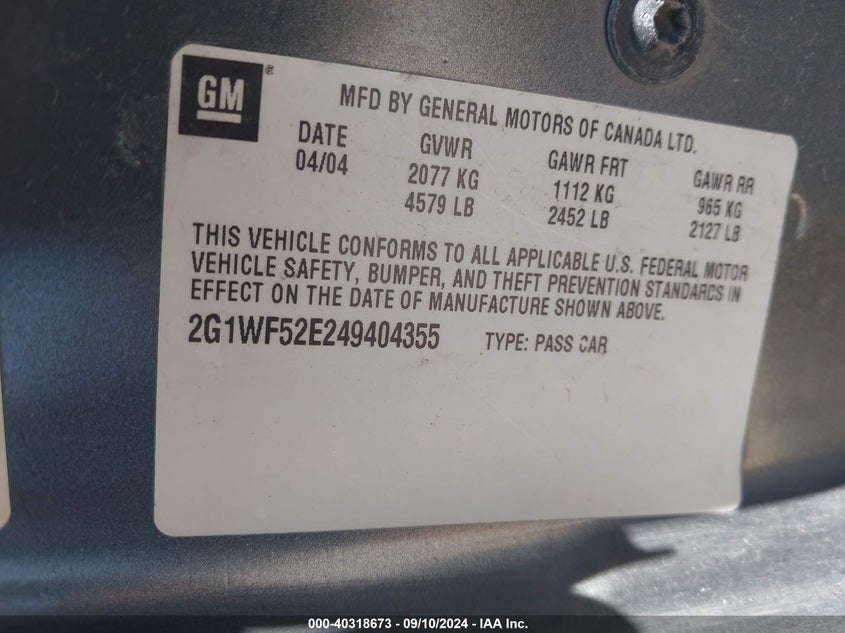 GM®
MFD BY GENERAL MOTORS OF CANADA LTD.
DATE GVWR GAWR FRT GAWR RR
04/04 2077 KG 1112 KG 965 KG
4579 LB 2452 LB 2127 LB
THIS VEHICLE CONFORMS TO ALL APPLICABLE U.S. FEDERAL MOTOR
VEHICLE SAFETY, BUMPER, AND THEFT PREVENTION STANDARDS IN
EFFECT ON THE DATE OF MANUFACTURE SHOWN ABOVE.
2G1WF52E249404355 TYPE: PASS CAR
000-40318673 - 09/10/2024 - IAA Inc.